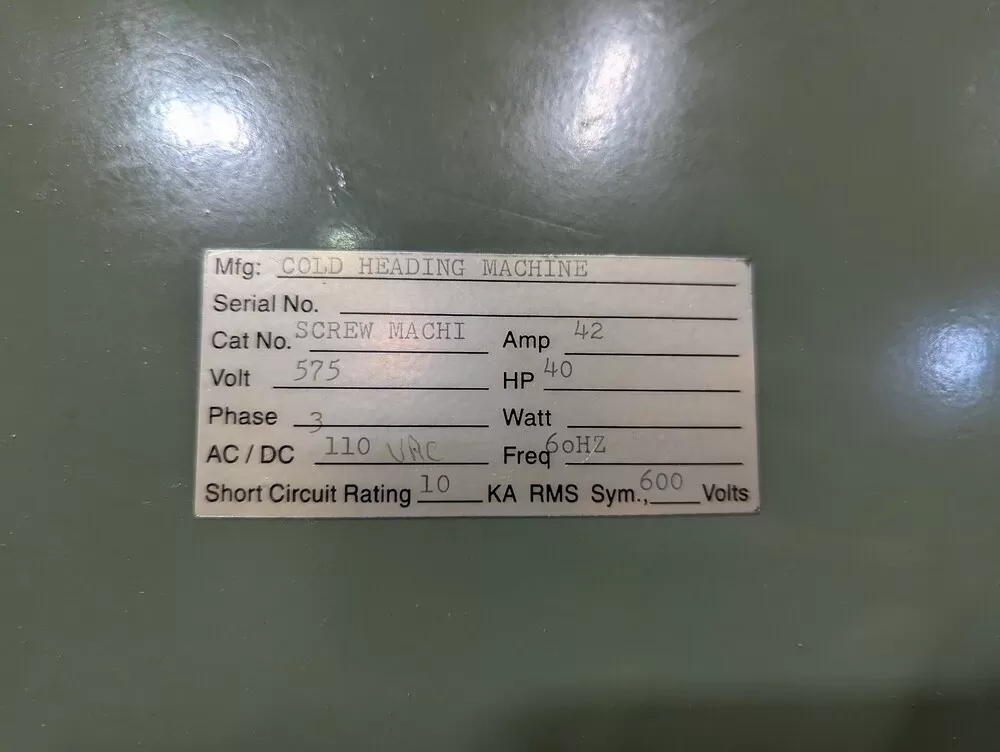 Mfg: COLD HEADING MACHINE
Serial No.
Cat No. SCREW MACHI Amp 42
Volt 575 HP 40
Phase 3 Watt
AC / DC 110 VAC Freq 60HZ
Short Circuit Rating 10 KA RMS Sym., 600 Volts